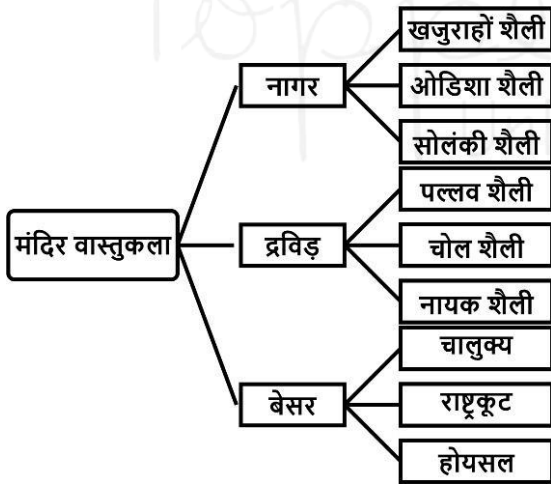 मंदिर वास्तुकला
नागर
खजुराहों शैली
ओडिशा शैली
सोलंकी शैली
द्रविड़
पल्लव शैली
चोल शैली
नायक शैली
बेसर
चालुक्य
राष्ट्रकूट
होयसल